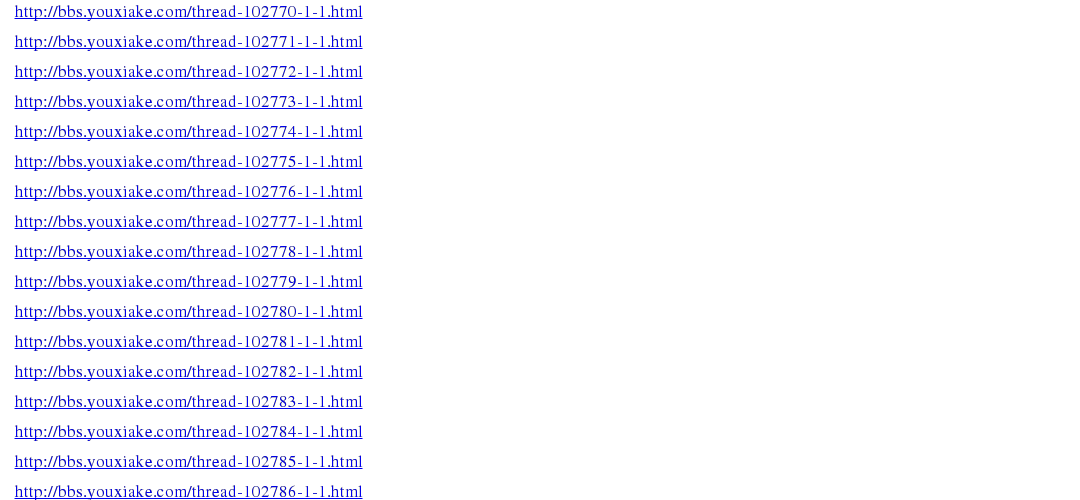 http://bbs.youxiake.com/thread-102770-1-1.html
http://bbs.youxiake.com/thread-102771-1-1.html
http://bbs.youxiake.com/thread-102772-1-1.html
http://bbs.youxiake.com/thread-102773-1-1.html
http://bbs.youxiake.com/thread-102774-1-1.html
http://bbs.youxiake.com/thread-102775-1-1.html
http://bbs.youxiake.com/thread-102776-1-1.html
http://bbs.youxiake.com/thread-102777-1-1.html
http://bbs.youxiake.com/thread-102778-1-1.html
http://bbs.youxiake.com/thread-102779-1-1.html
http://bbs.youxiake.com/thread-102780-1-1.html
http://bbs.youxiake.com/thread-102781-1-1.html
http://bbs.youxiake.com/thread-102782-1-1.html
http://bbs.youxiake.com/thread-102783-1-1.html
http://bbs.youxiake.com/thread-102784-1-1.html
http://bbs.youxiake.com/thread-102785-1-1.html
http://bbs.youxiake.com/thread-102786-1-1.html